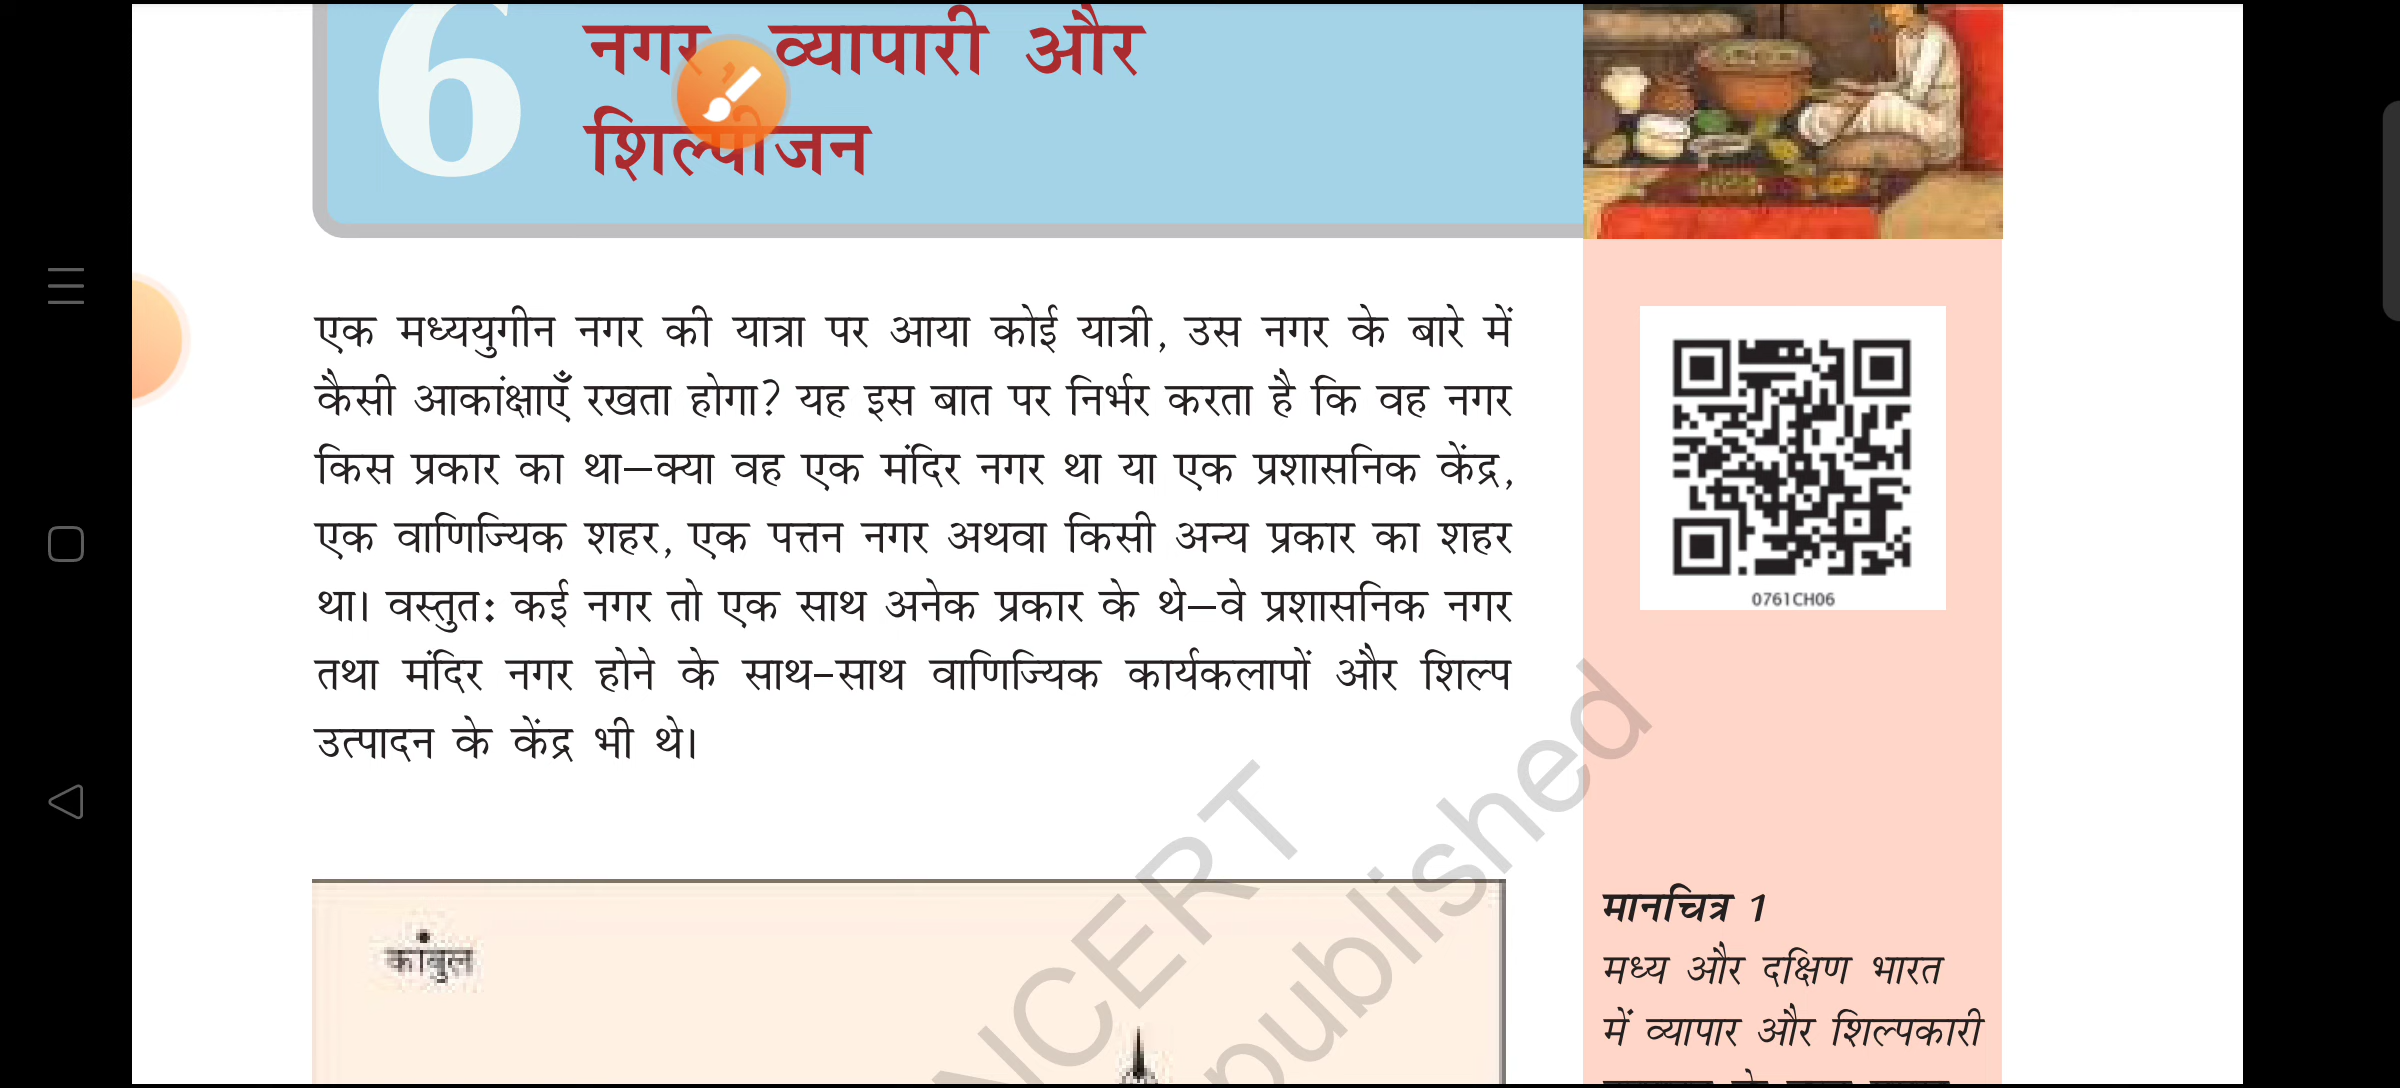 6
नगर, व्यापारी और
शिल्पीजन
एक मध्ययुगीन नगर की यात्रा पर आया कोई यात्री, उस नगर के बारे में
कैसी आकांक्षाएँ रखता होगा? यह इस बात पर निर्भर करता है कि वह नगर
किस प्रकार का था—क्या वह एक मंदिर नगर था या एक प्रशासनिक केंद्र,
एक वाणिज्यिक शहर, एक पत्तन नगर अथवा किसी अन्य प्रकार का शहर
था। वस्तुतः कई नगर तो एक साथ अनेक प्रकार के थे—वे प्रशासनिक नगर
तथा मंदिर नगर होने के साथ-साथ वाणिज्यिक कार्यकलापों और शिल्प
उत्पादन के केंद्र भी थे।
0761CH06
मानचित्र 1
मध्य और दक्षिण भारत
में व्यापार और शिल्पकारी
काबुल
NCERT
published